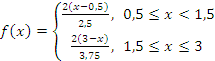 f(x) = { 2(x−0,5) / 2,5, 0,5 ≤ x < 1,5
2(3−x) / 3,75, 1,5 ≤ x ≤ 3